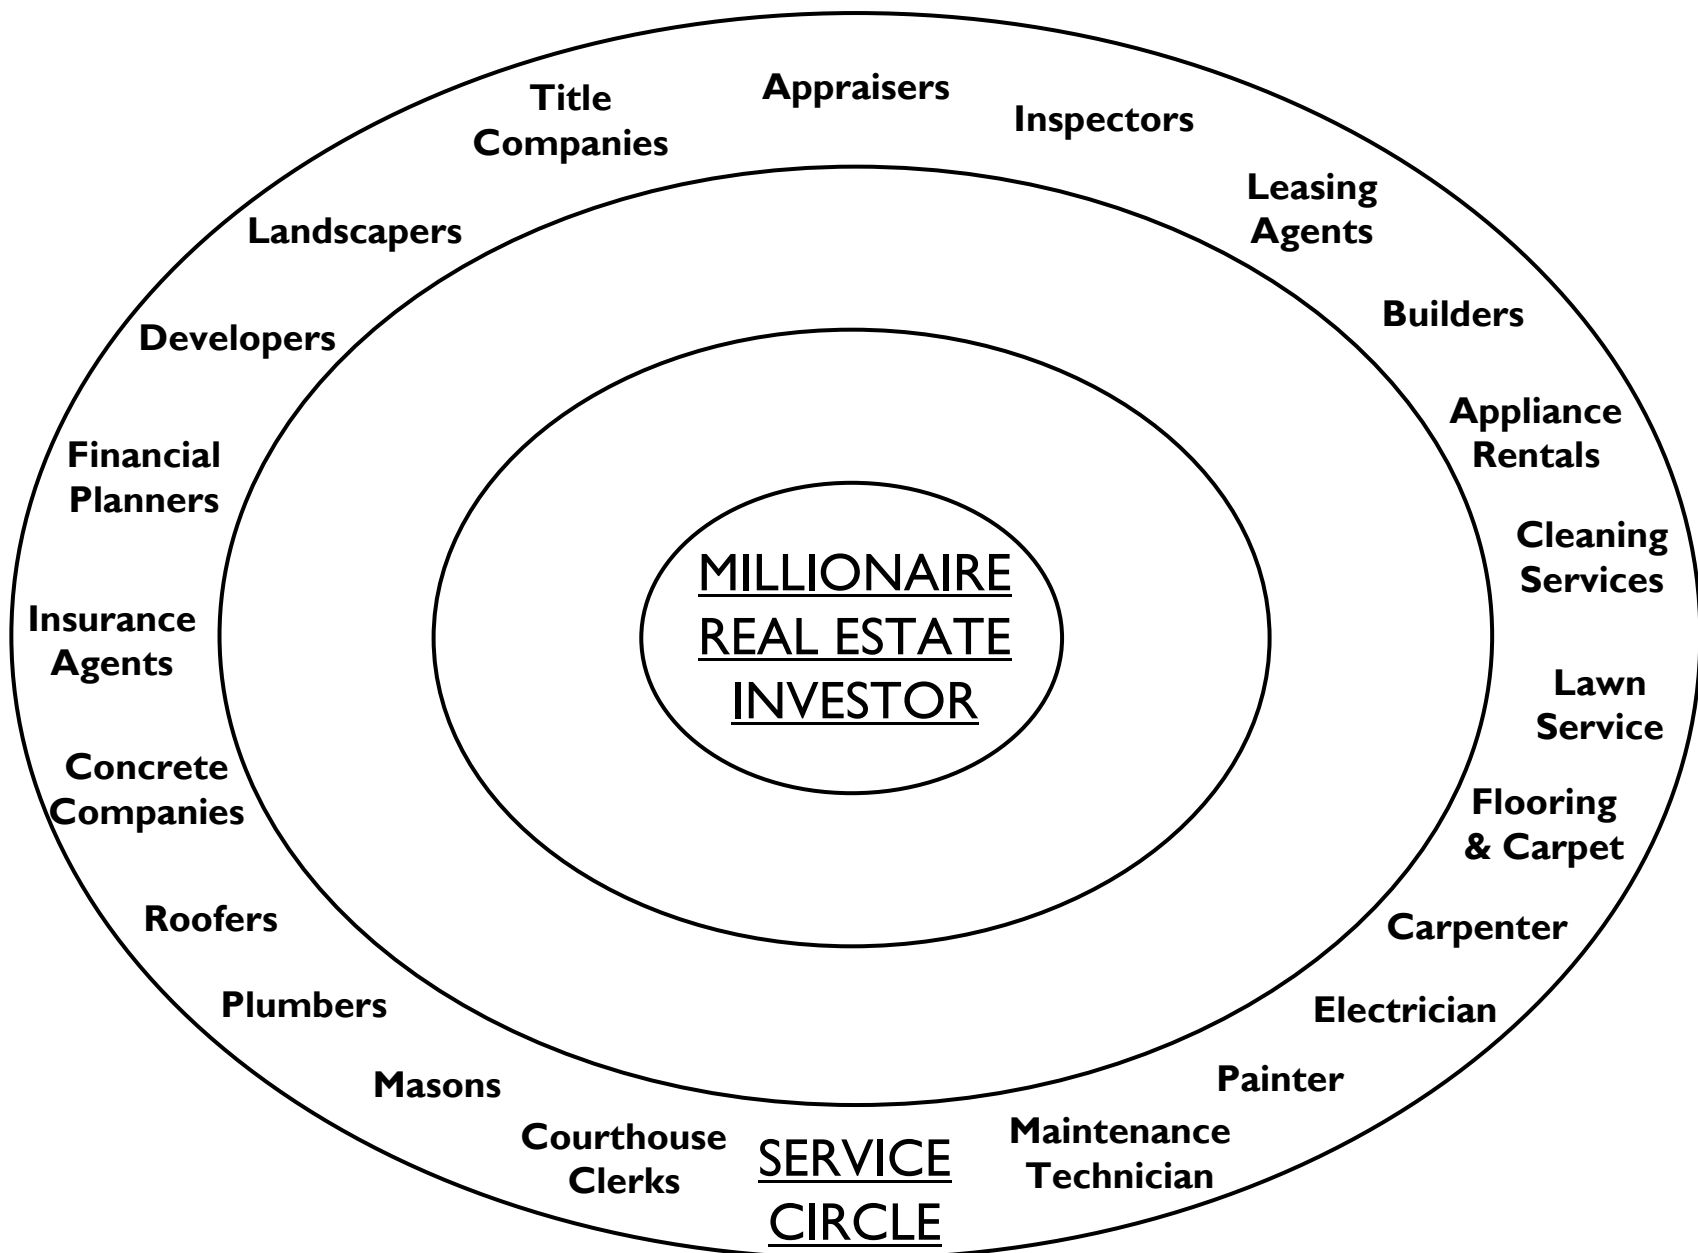 Title
Companies
Appraisers
Inspectors
Leasing
Agents
Landscapers
Builders
Developers
Appliance
Rentals
Financial
Planners
Cleaning
Services
MILLIONAIRE
REAL ESTATE
INVESTOR
Insurance
Agents
Lawn
Service
Concrete
Companies
Flooring
& Carpet
Roofers
Carpenter
Plumbers
Electrician
Masons
Painter
Courthouse
Clerks
SERVICE
CIRCLE
Maintenance
Technician